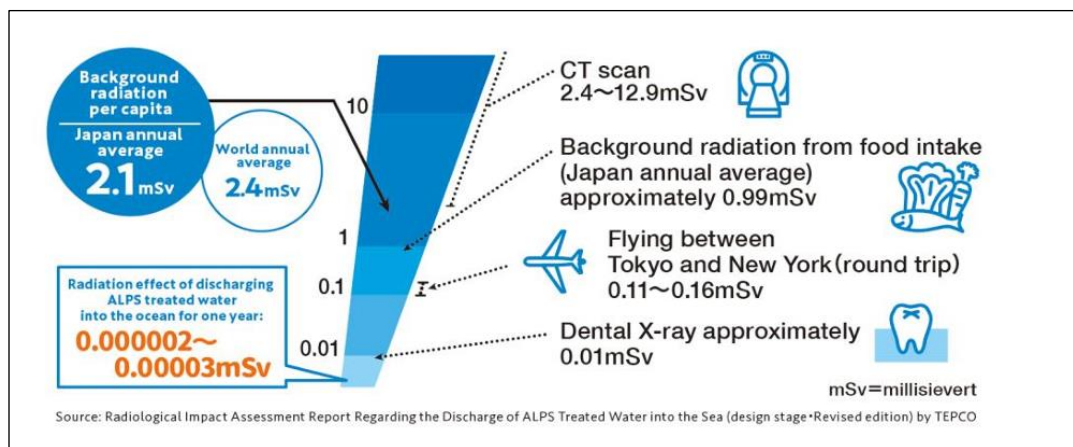 Background
radiation
per capita
Japan annual
average
2.1mSv
World annual
average
2.4mSv
10
1
0.1
0.01
CT scan
2.4～12.9mSv
Background radiation from food intake
(Japan annual average)
approximately 0.99mSv
Flying between
Tokyo and New York(round trip)
0.11～0.16mSv
Dental X-ray approximately
0.01mSv
Radiation effect of discharging
ALPS treated water
into the ocean for one year:
0.000002～
0.00003mSv
mSv=millisievert
Source: Radiological Impact Assessment Report Regarding the Discharge of ALPS Treated Water into the Sea (design stage・Revised edition) by TEPCO